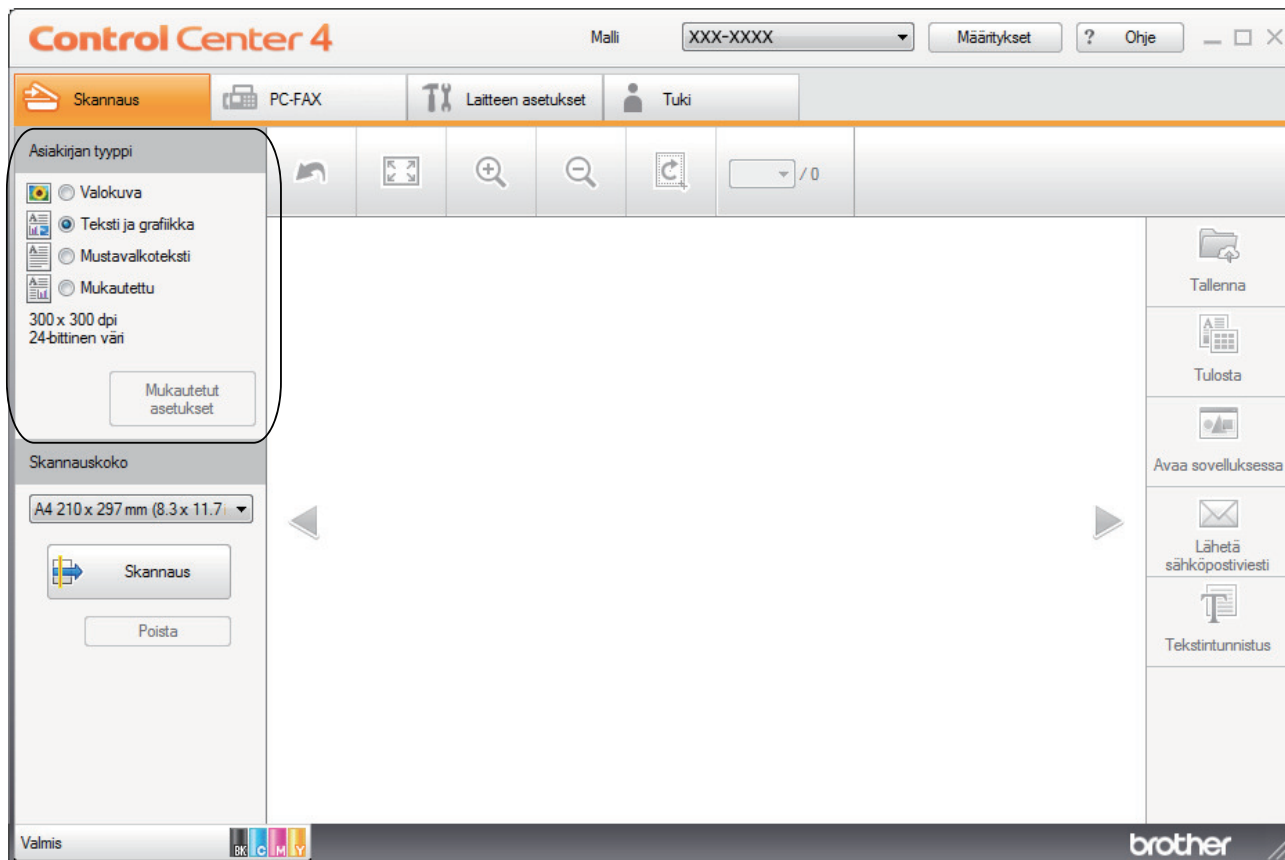 Control Center 4
Malli
XXX-XXXX
Määritykset
? Ohje
Skannaus
PC-FAX
Laitteen asetukset
Tuki
Asiakirjan tyyppi
Valokuva
Teksti ja grafiikka
Mustavalkoteksti
Mukautettu
300 x 300 dpi
24-bittinen väri
Mukautetut
asetukset
/ 0
Skannauskoko
A4 210 x 297 mm (8.3 x 11.7
Skannaus
Poista
Tallenna
Tulosta
Avaa sovelluksessa
Lähetä
sähköpostiviesti
Tekstintunnistus
Valmis
BK C M Y
brother